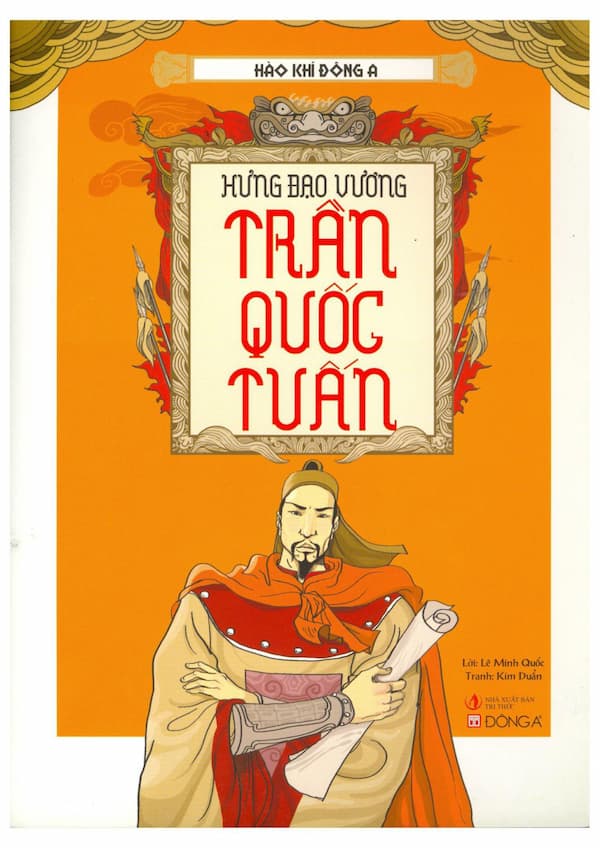 HÀO KHÍ ĐÔNG A
HƯNG ĐẠO VƯƠNG
TRẦN
QUỐC
TUẤN
Lời: Lê Minh Quốc
Tranh: Kim Duẩn
NHÀ XUẤT BẢN
TRI THỨC
ĐÔNG A